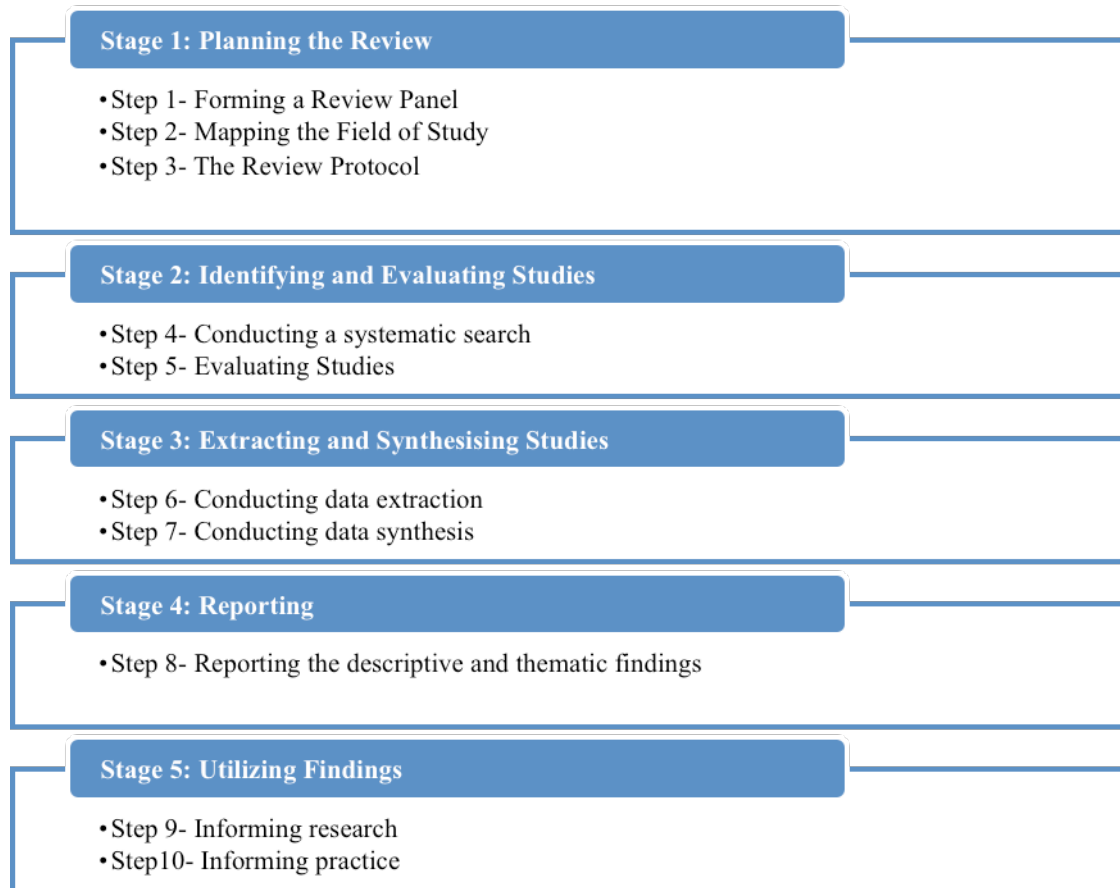 Stage 1: Planning the Review
•Step 1- Forming a Review Panel
•Step 2- Mapping the Field of Study
•Step 3- The Review Protocol
Stage 2: Identifying and Evaluating Studies
•Step 4- Conducting a systematic search
•Step 5- Evaluating Studies
Stage 3: Extracting and Synthesising Studies
•Step 6- Conducting data extraction
•Step 7- Conducting data synthesis
Stage 4: Reporting
•Step 8- Reporting the descriptive and thematic findings
Stage 5: Utilizing Findings
•Step 9- Informing research
•Step10- Informing practice